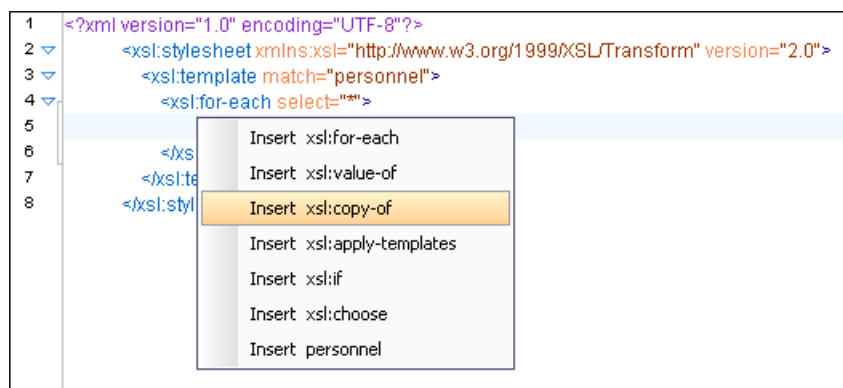 1 <?xml version="1.0" encoding="UTF-8"?>
2 <xsl:stylesheet xmlns:xsl="http://www.w3.org/1999/XSL/Transform" version="2.0">
3 <xsl:template match="personnel">
4 <xsl:for-each select="*">
5
6 </xs
7 </xsl:te
8 </xsl:styl
Insert xsl:for-each
Insert xsl:value-of
Insert xsl:copy-of
Insert xsl:apply-templates
Insert xsl:if
Insert xsl:choose
Insert personnel